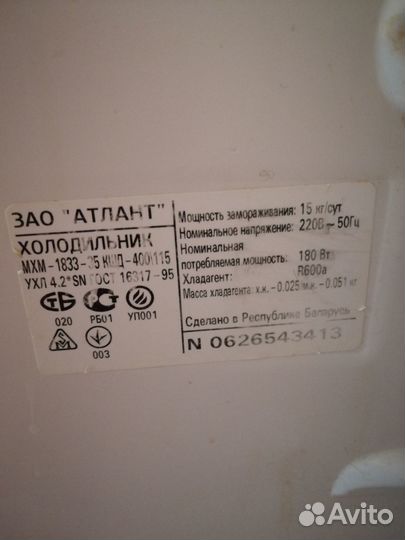 ЗАО "АТЛАНТ"
ХОЛОДИЛЬНИК
МХМ-1833-35 КШД-400\115
УХЛ 4.2*SN ГОСТ 16317-95
020 РБ01 УП001
003
Мощность замораживания: 15 кг/сут
Номинальное напряжение: 220В ~ 50Гц
Номинальная
потребляемая мощность: 180 Вт
Хладагент: R600a
Масса хладагента: х.к.-0.025 м.к.-0.051 кг
Сделано в Республике Беларусь
N 0626543413
Avito